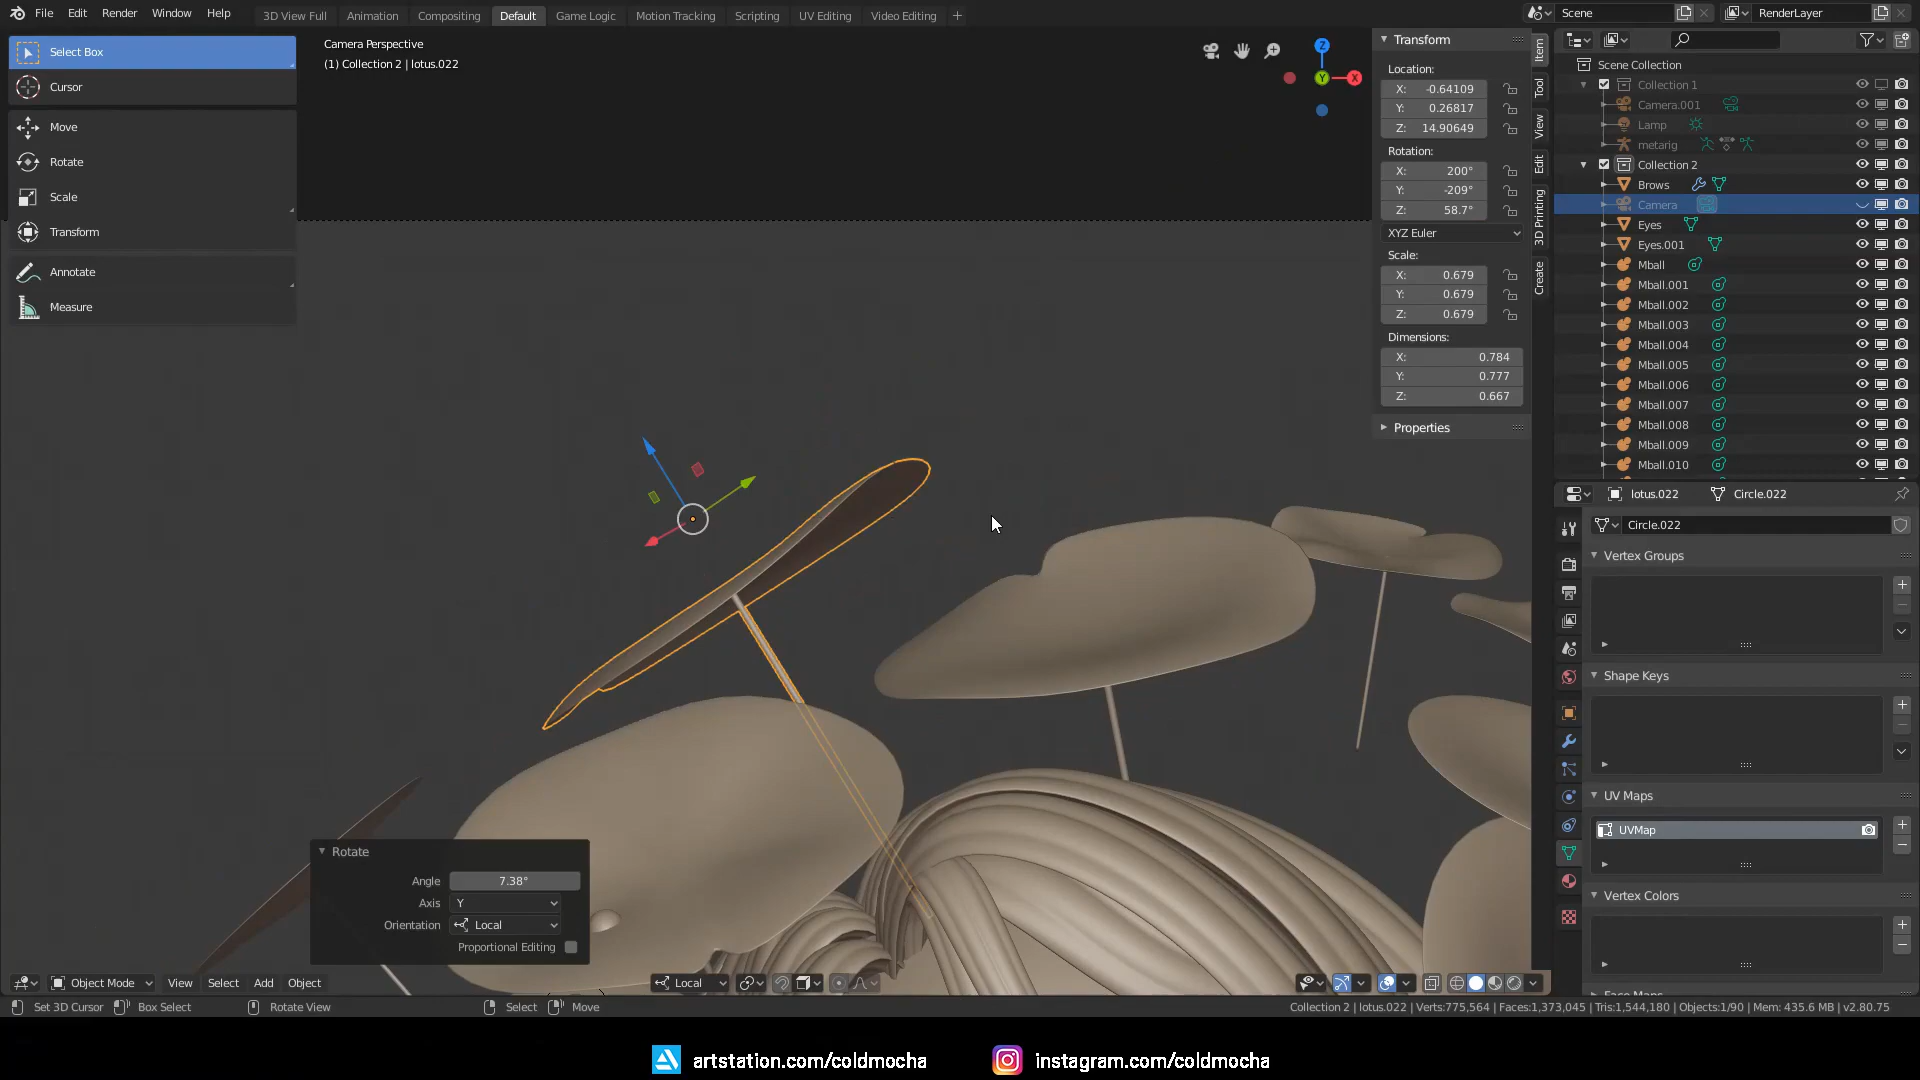 File Edit Render Window Help 3D View Full Animation Compositing Default Game Logic Motion Tracking Scripting UV Editing Video Editing + Scene RenderLayer
Select Box
Cursor
Move
Rotate
Scale
Transform
Annotate
Measure
Camera Perspective
(1) Collection 2 | lotus.022
Z
Y
X
Transform
Location:
X: -0.64109
Y: 0.26817
Z: 14.90649
Rotation:
X: 200°
Y: -209°
Z: 58.7°
XYZ Euler
Scale:
X: 0.679
Y: 0.679
Z: 0.679
Dimensions:
X: 0.784
Y: 0.777
Z: 0.667
Properties
Item
Tool
View
Edit
3D Printing
Create
Scene Collection
Collection 1
Camera.001
Lamp
metarig
Collection 2
Brows
Camera
Eyes
Eyes.001
Mball
Mball.001
Mball.002
Mball.003
Mball.004
Mball.005
Mball.006
Mball.007
Mball.008
Mball.009
Mball.010
lotus.022 Circle.022
Circle.022
Vertex Groups
Shape Keys
UV Maps
UVMap
Vertex Colors
Rotate
Angle 7.38°
Axis Y
Orientation Local
Proportional Editing
Object Mode View Select Add Object Local
Set 3D Cursor Box Select Rotate View Select Move Collection 2 | lotus.022 | Verts:775,564 | Faces:1,373,045 | Tris:1,544,180 | Objects:1/90 | Mem: 435.6 MB | v2.80.75
artstation.com/coldmocha instagram.com/coldmocha